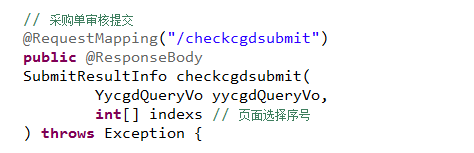 // 采购单审核提交
@RequestMapping("/checkcgdsubmit")
public @ResponseBody
SubmitResultInfo checkcgdsubmit(
YycgdQueryVo yycgdQueryVo,
int[] indexs // 页面选择序号
) throws Exception {